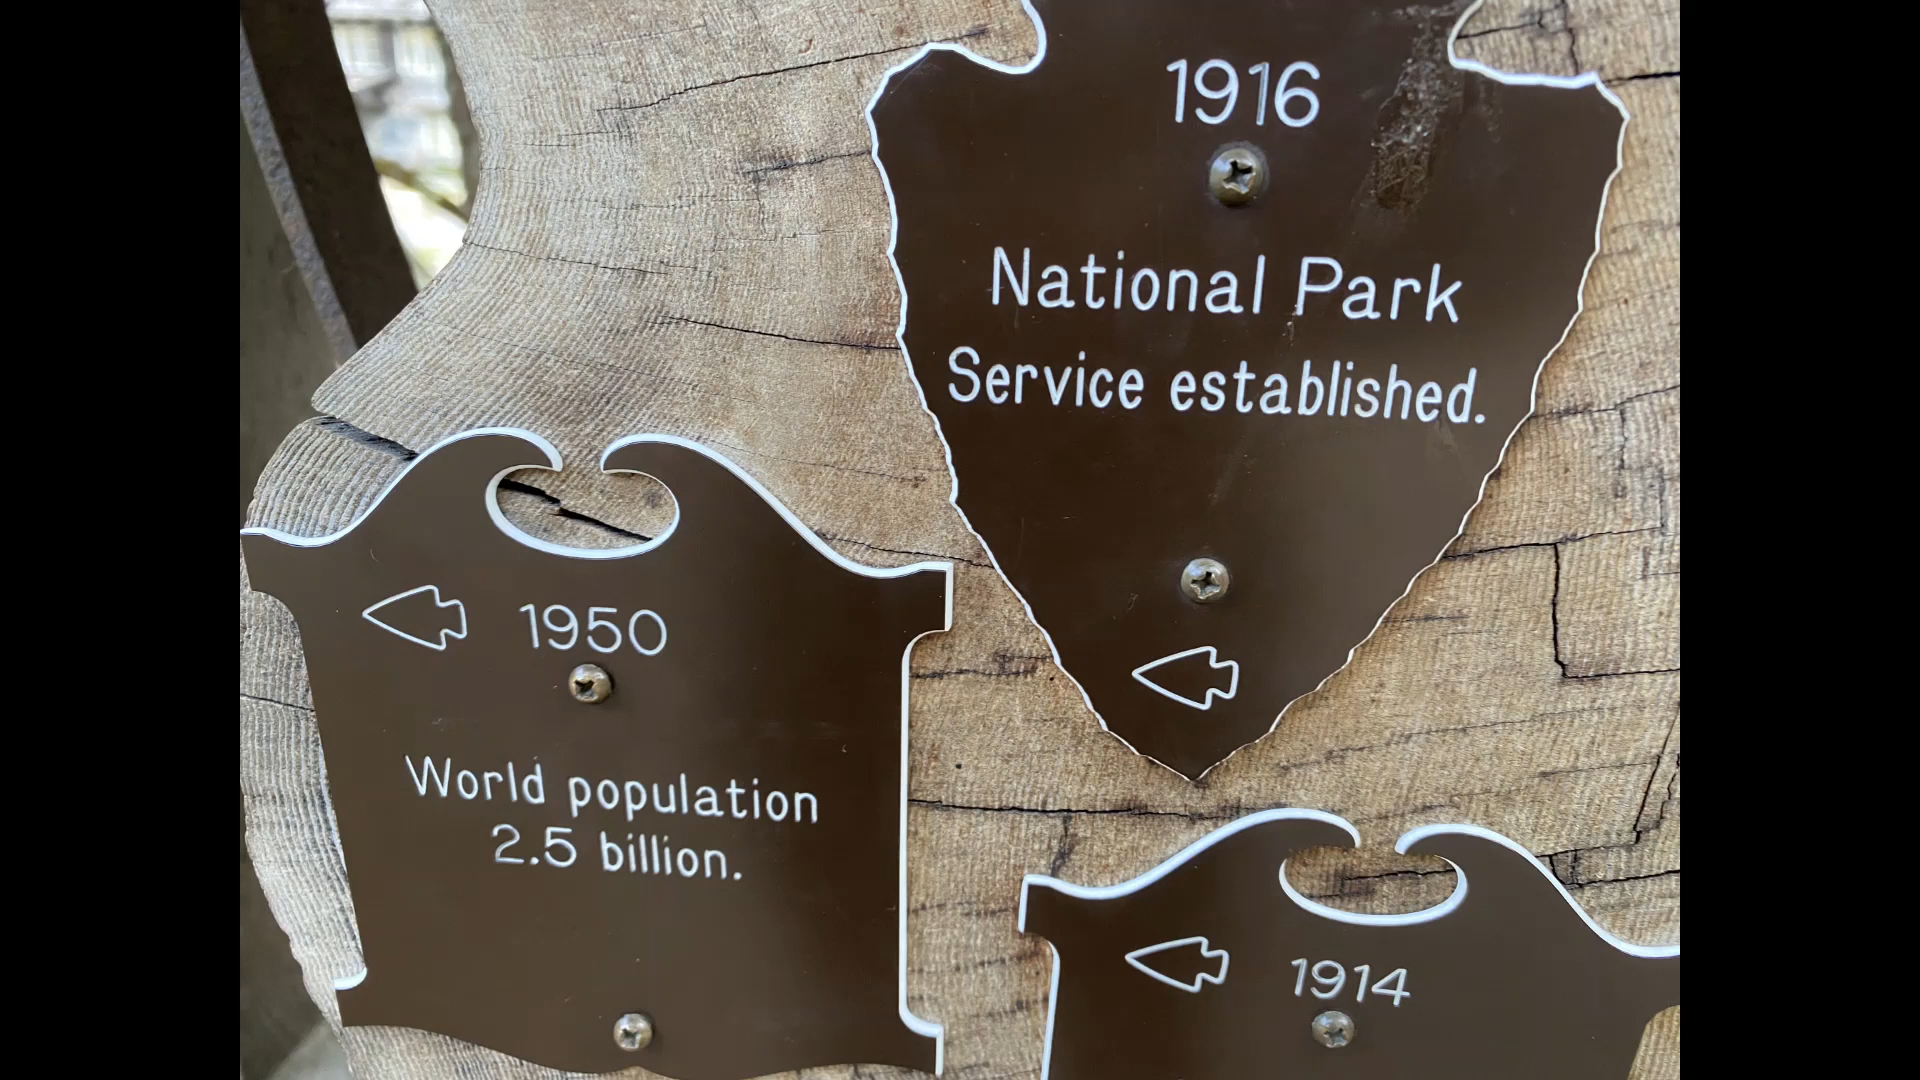 1916
National Park
Service established.
1950
World population
2.5 billion.
1914